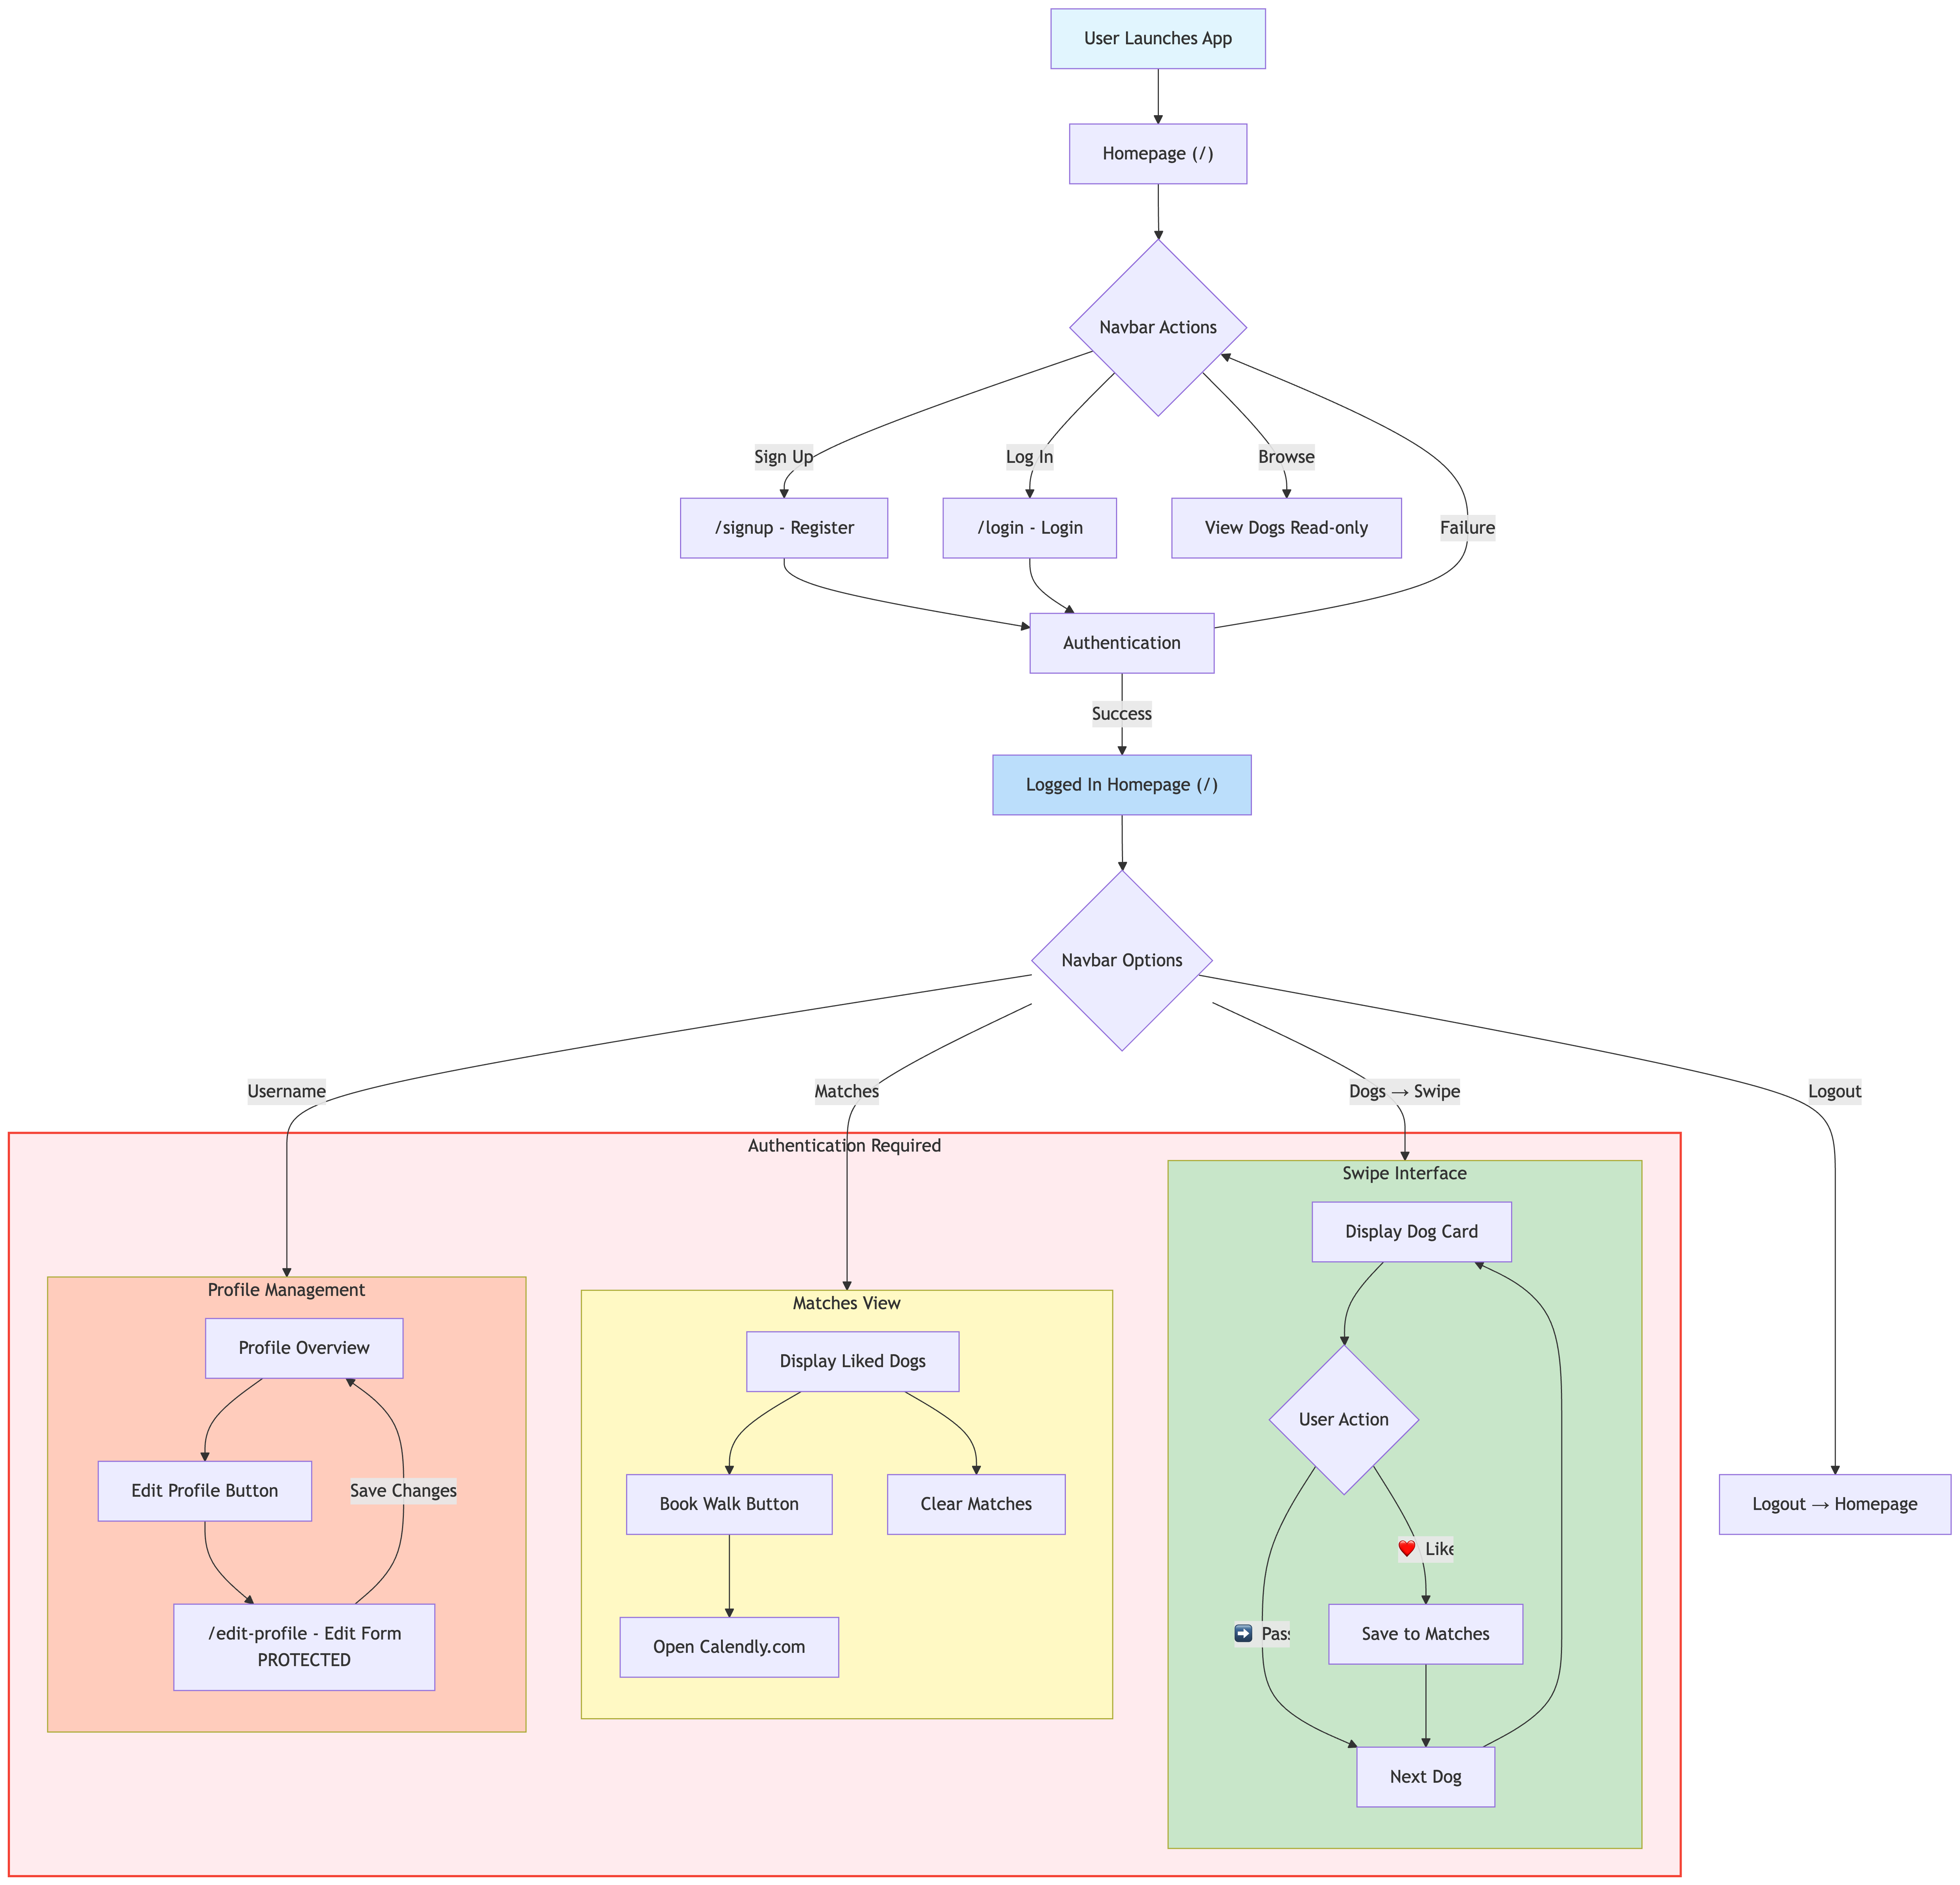 User Launches App
Homepage (/)
Navbar Actions
Sign Up
Log In
Browse
/signup - Register
/login - Login
View Dogs Read-only
Failure
Authentication
Success
Logged In Homepage (/)
Navbar Options
Username
Matches
Dogs → Swipe
Logout
Authentication Required
Profile Management
Profile Overview
Edit Profile Button
Save Changes
/edit-profile - Edit Form
PROTECTED
Matches View
Display Liked Dogs
Book Walk Button
Clear Matches
Open Calendly.com
Swipe Interface
Display Dog Card
User Action
❤️ Like
➡️ Pass
Save to Matches
Next Dog
Logout → Homepage